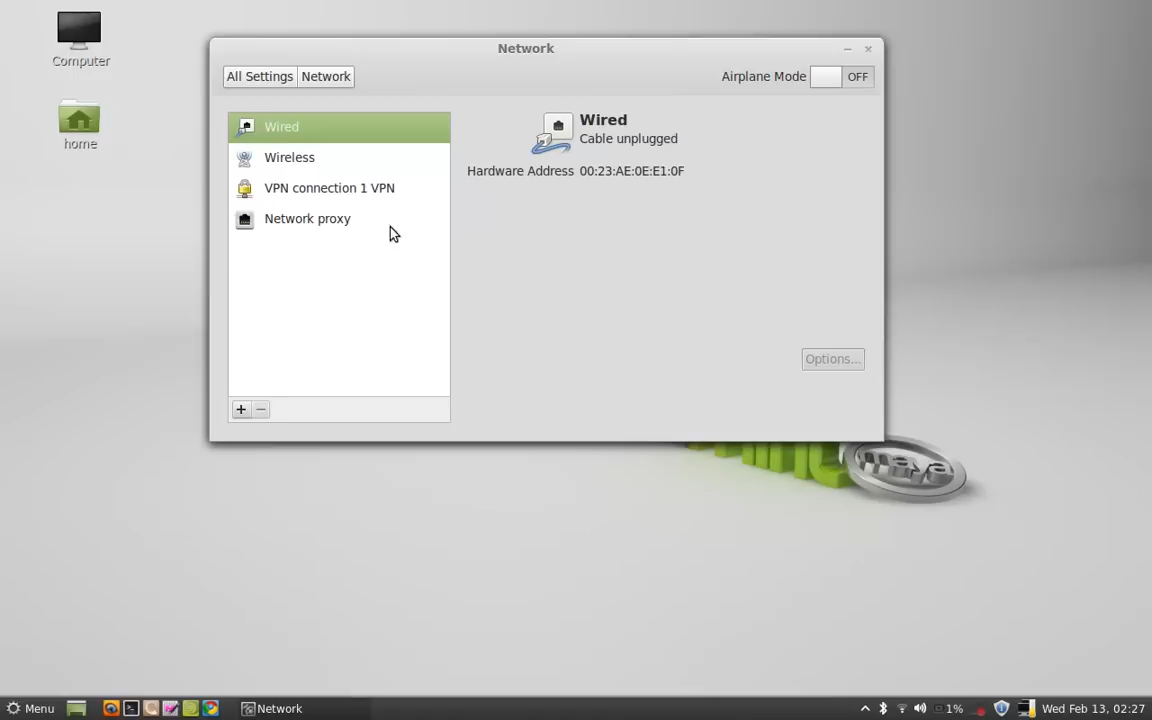 Computer
home
Network
All Settings Network
Airplane Mode OFF
Wired
Wireless
VPN connection 1 VPN
Network proxy
Wired
Cable unplugged
Hardware Address 00:23:AE:0E:E1:0F
Options...
maya
Menu
Network
1%
Wed Feb 13, 02:27